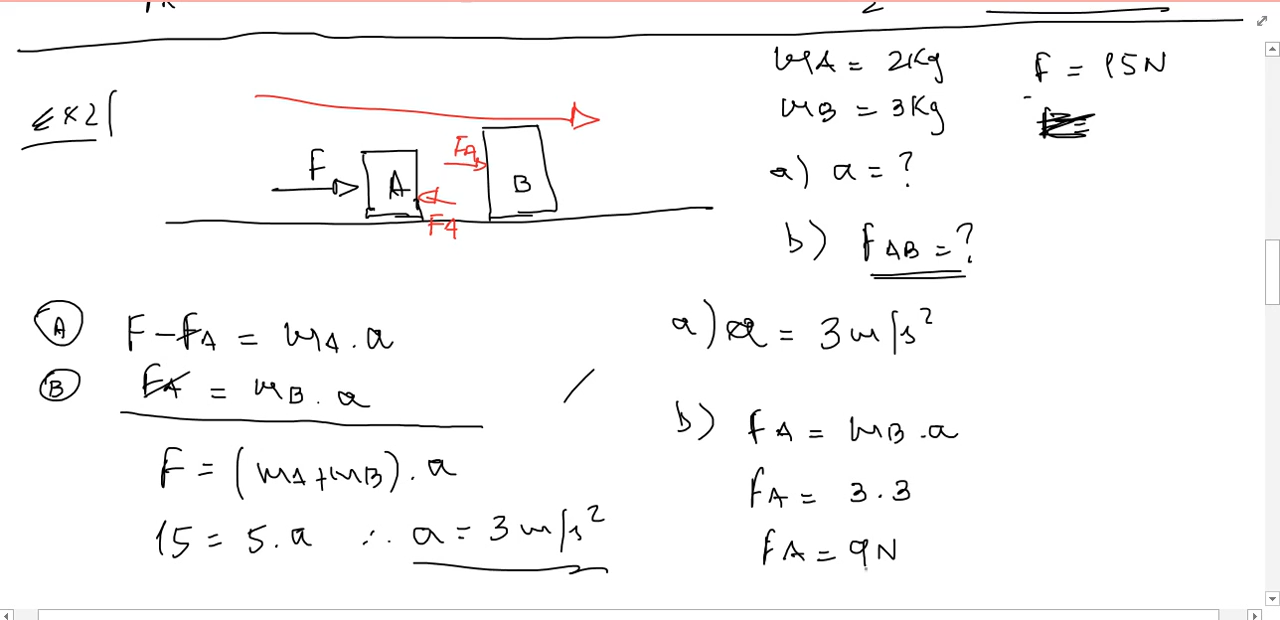 mA = 2Kg F = 15N
mB = 3Kg
Ex2|
a) a = ?
F A FA B
FA
b) FAB = ?
A F - FA = mA . a
B FA = mB . a
F = (mA + mB) . a
15 = 5 . a ∴ a = 3 m/s²
a) a = 3 m/s²
b) FA = mB . a
FA = 3 . 3
FA = 9N